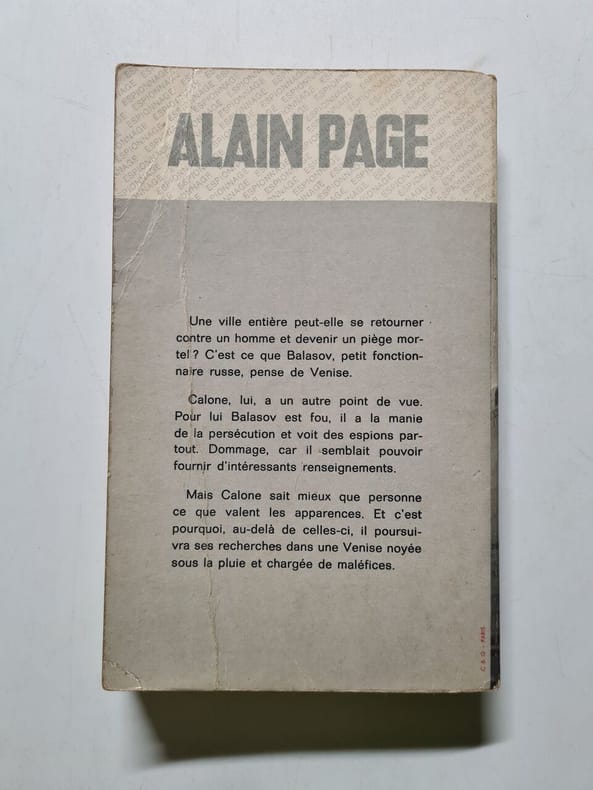 ALAIN PAGE
Une ville entière peut-elle se retourner
contre un homme et devenir un piège mor-
tel ? C'est ce que Balasov, petit fonction-
naire russe, pense de Venise.
Calone, lui, a un autre point de vue.
Pour lui Balasov est fou, il a la manie
de la persécution et voit des espions par-
tout. Dommage, car il semblait pouvoir
fournir d'intéressants renseignements.
Mais Calone sait mieux que personne
ce que valent les apparences. Et c'est
pourquoi, au-delà de celles-ci, il poursui-
vra ses recherches dans une Venise noyée
sous la pluie et chargée de maléfices.
C & G - PARIS